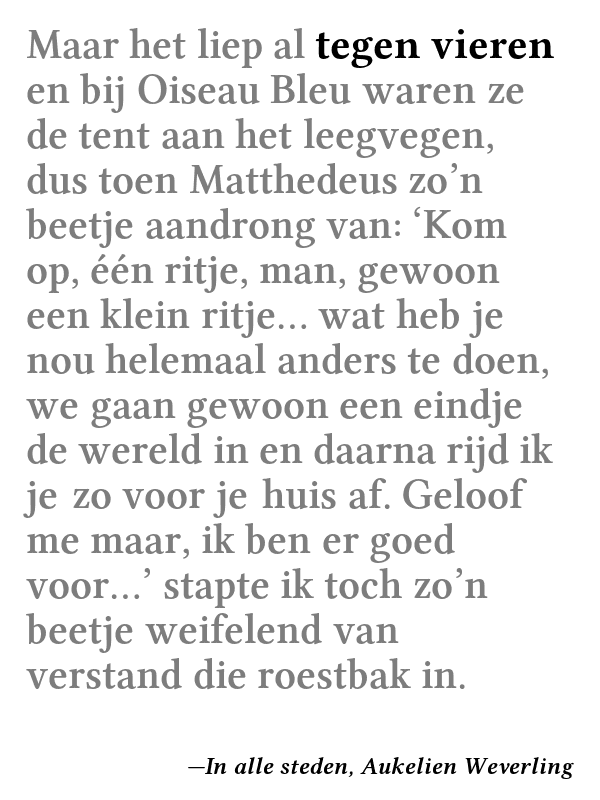 Maar het liep al tegen vieren
en bij Oiseau Bleu waren ze
de tent aan het leegvegen,
dus toen Matthedeus zo’n
beetje aandrong van: ‘Kom
op, één ritje, man, gewoon
een klein ritje… wat heb je
nou helemaal anders te doen,
we gaan gewoon een eindje
de wereld in en daarna rijd ik
je zo voor je huis af. Geloof
me maar, ik ben er goed
voor…’ stapte ik toch zo’n
beetje weifelend van
verstand die roestbak in.
—In alle steden, Aukelien Weverling